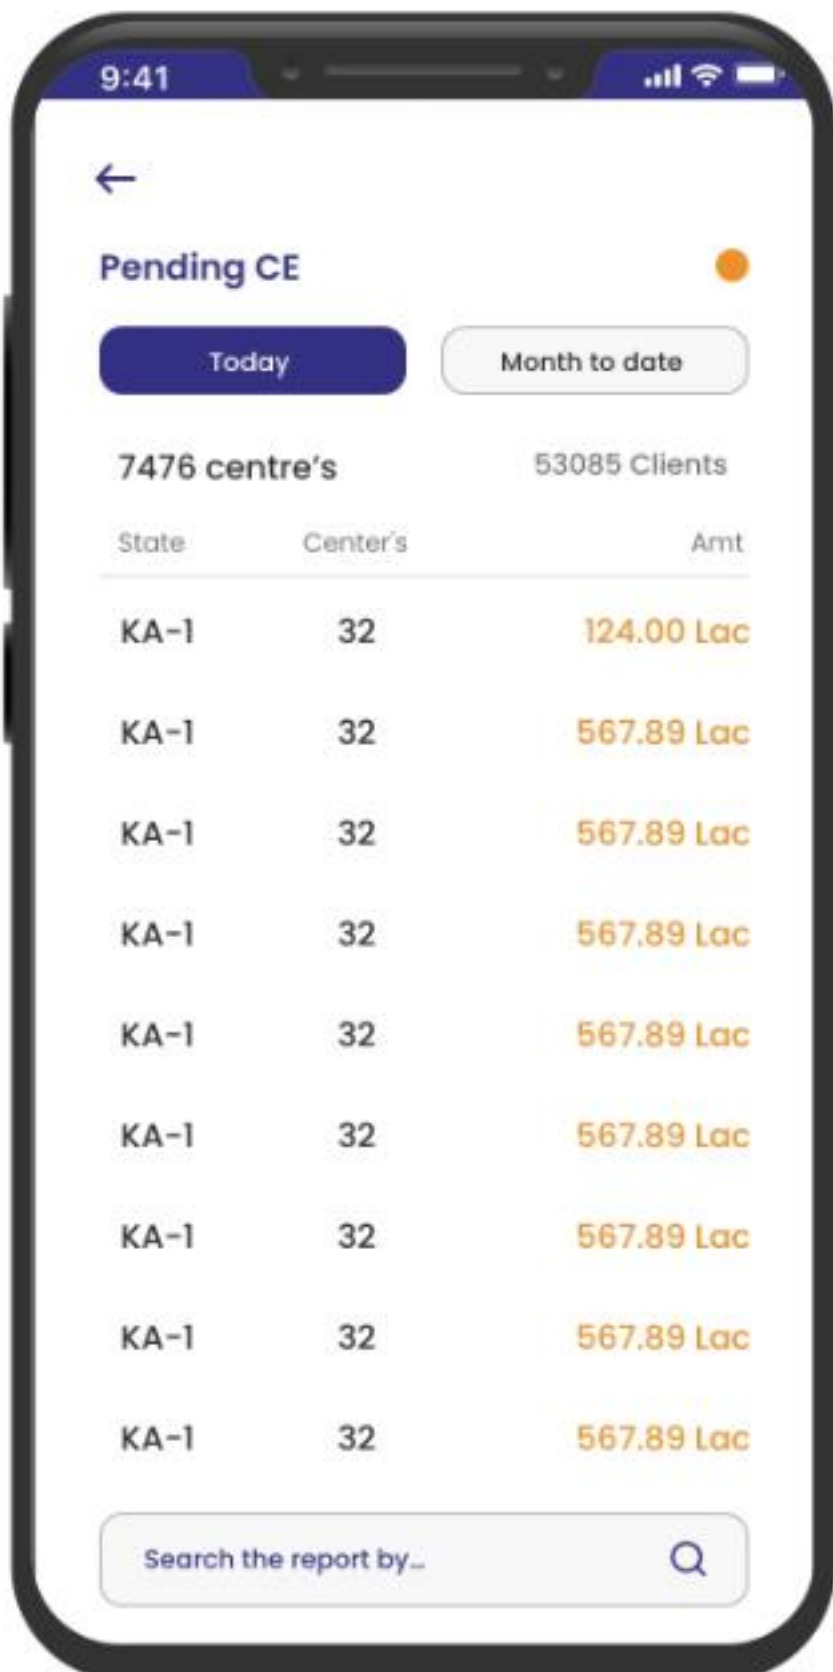 9:41
Pending CE
Today Month to date
7476 centre's 53085 Clients
State Center's Amt
KA-1 32 124.00 Lac
KA-1 32 567.89 Lac
KA-1 32 567.89 Lac
KA-1 32 567.89 Lac
KA-1 32 567.89 Lac
KA-1 32 567.89 Lac
KA-1 32 567.89 Lac
KA-1 32 567.89 Lac
KA-1 32 567.89 Lac
Search the report by...